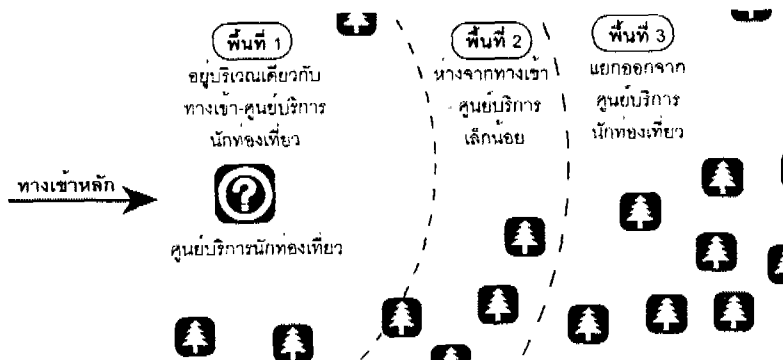 พื้นที่ 1
อยู่บริเวณเดียวกับ
ทางเข้า-ศูนย์บริการ
นักท่องเที่ยว
พื้นที่ 2
ห่างจากทางเข้า
- ศูนย์บริการ
เล็กน้อย
พื้นที่ 3
แยกออกจาก
ศูนย์บริการ
นักท่องเที่ยว
ทางเข้าหลัก
?
ศูนย์บริการนักท่องเที่ยว